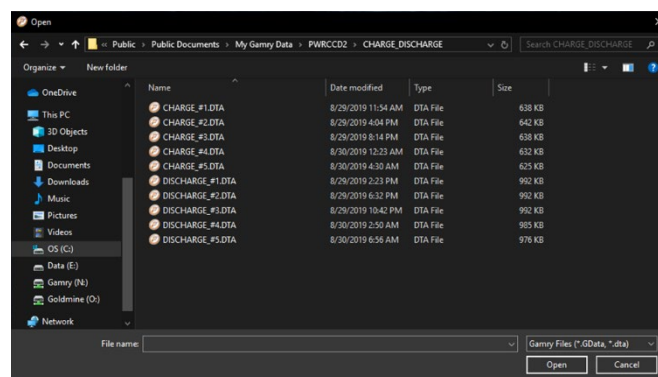 Open
« Public › Public Documents › My Gamry Data › PWRCCD2 › CHARGE_DISCHARGE Search CHARGE_DISCHARGE
Organize New folder
Name Date modified Type Size
OneDrive
This PC
3D Objects
Desktop
Documents
Downloads
Music
Pictures
Videos
OS (C:)
Data (E:)
Gamry (N:)
Goldmine (O:)
Network
CHARGE_#1.DTA 8/29/2019 11:54 AM DTA File 638 KB
CHARGE_#2.DTA 8/29/2019 4:04 PM DTA File 642 KB
CHARGE_#3.DTA 8/29/2019 8:14 PM DTA File 638 KB
CHARGE_#4.DTA 8/30/2019 12:23 AM DTA File 632 KB
CHARGE_#5.DTA 8/30/2019 4:30 AM DTA File 625 KB
DISCHARGE_#1.DTA 8/29/2019 2:23 PM DTA File 992 KB
DISCHARGE_#2.DTA 8/29/2019 6:32 PM DTA File 992 KB
DISCHARGE_#3.DTA 8/29/2019 10:42 PM DTA File 992 KB
DISCHARGE_#4.DTA 8/30/2019 2:50 AM DTA File 985 KB
DISCHARGE_#5.DTA 8/30/2019 6:56 AM DTA File 976 KB
File name: Gamry Files (*.GData, *.dta)
Open Cancel